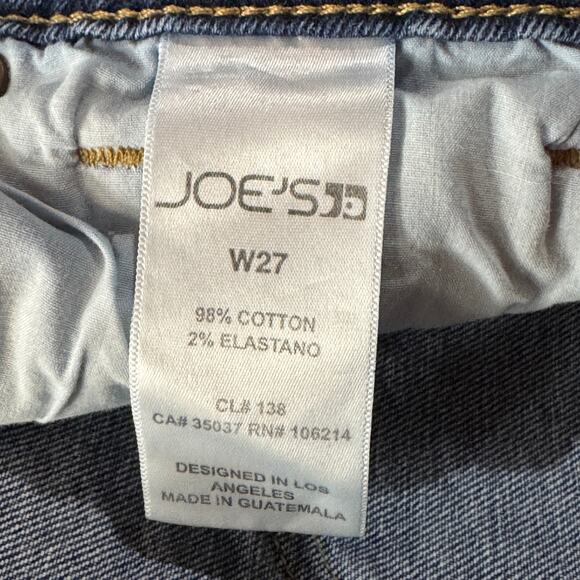 JOE'S
W27
98% COTTON
2% ELASTANO
CL# 138
CA# 35037 RN# 106214
DESIGNED IN LOS
ANGELES
MADE IN GUATEMALA